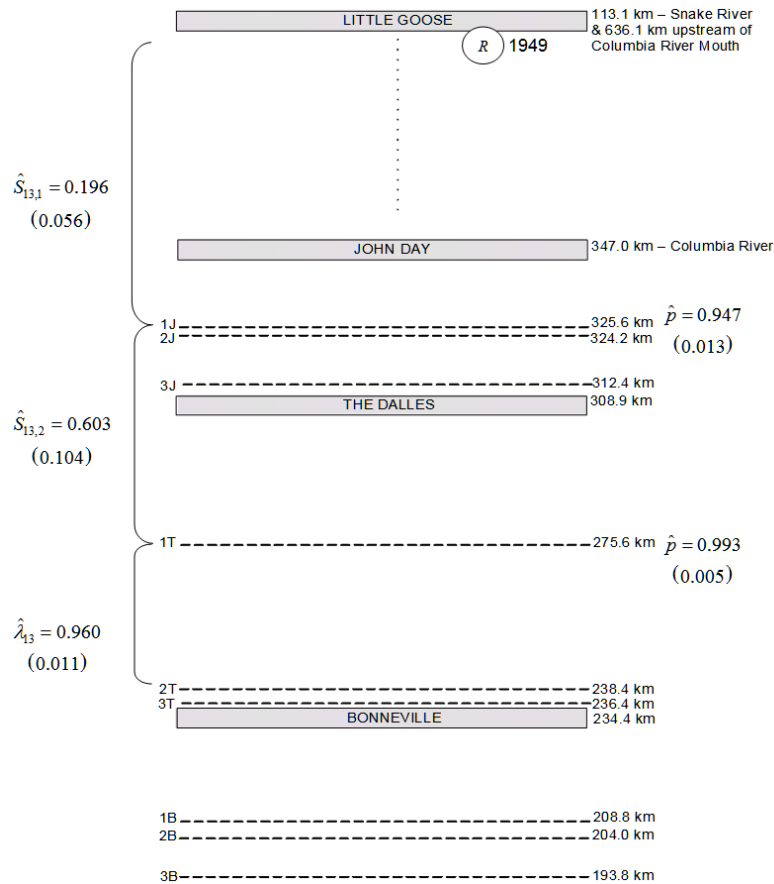 LITTLE GOOSE
113.1 km – Snake River
& 636.1 km upstream of
Columbia River Mouth
R 1949
Ŝ13,1 = 0.196
(0.056)
JOHN DAY
347.0 km – Columbia River
1J 325.6 km
p̂ = 0.947
2J 324.2 km
(0.013)
3J 312.4 km
THE DALLES
308.9 km
Ŝ13,2 = 0.603
(0.104)
1T 275.6 km
p̂ = 0.993
(0.005)
λ̂13 = 0.960
(0.011)
2T 238.4 km
3T 236.4 km
BONNEVILLE
234.4 km
1B 208.8 km
2B 204.0 km
3B 193.8 km